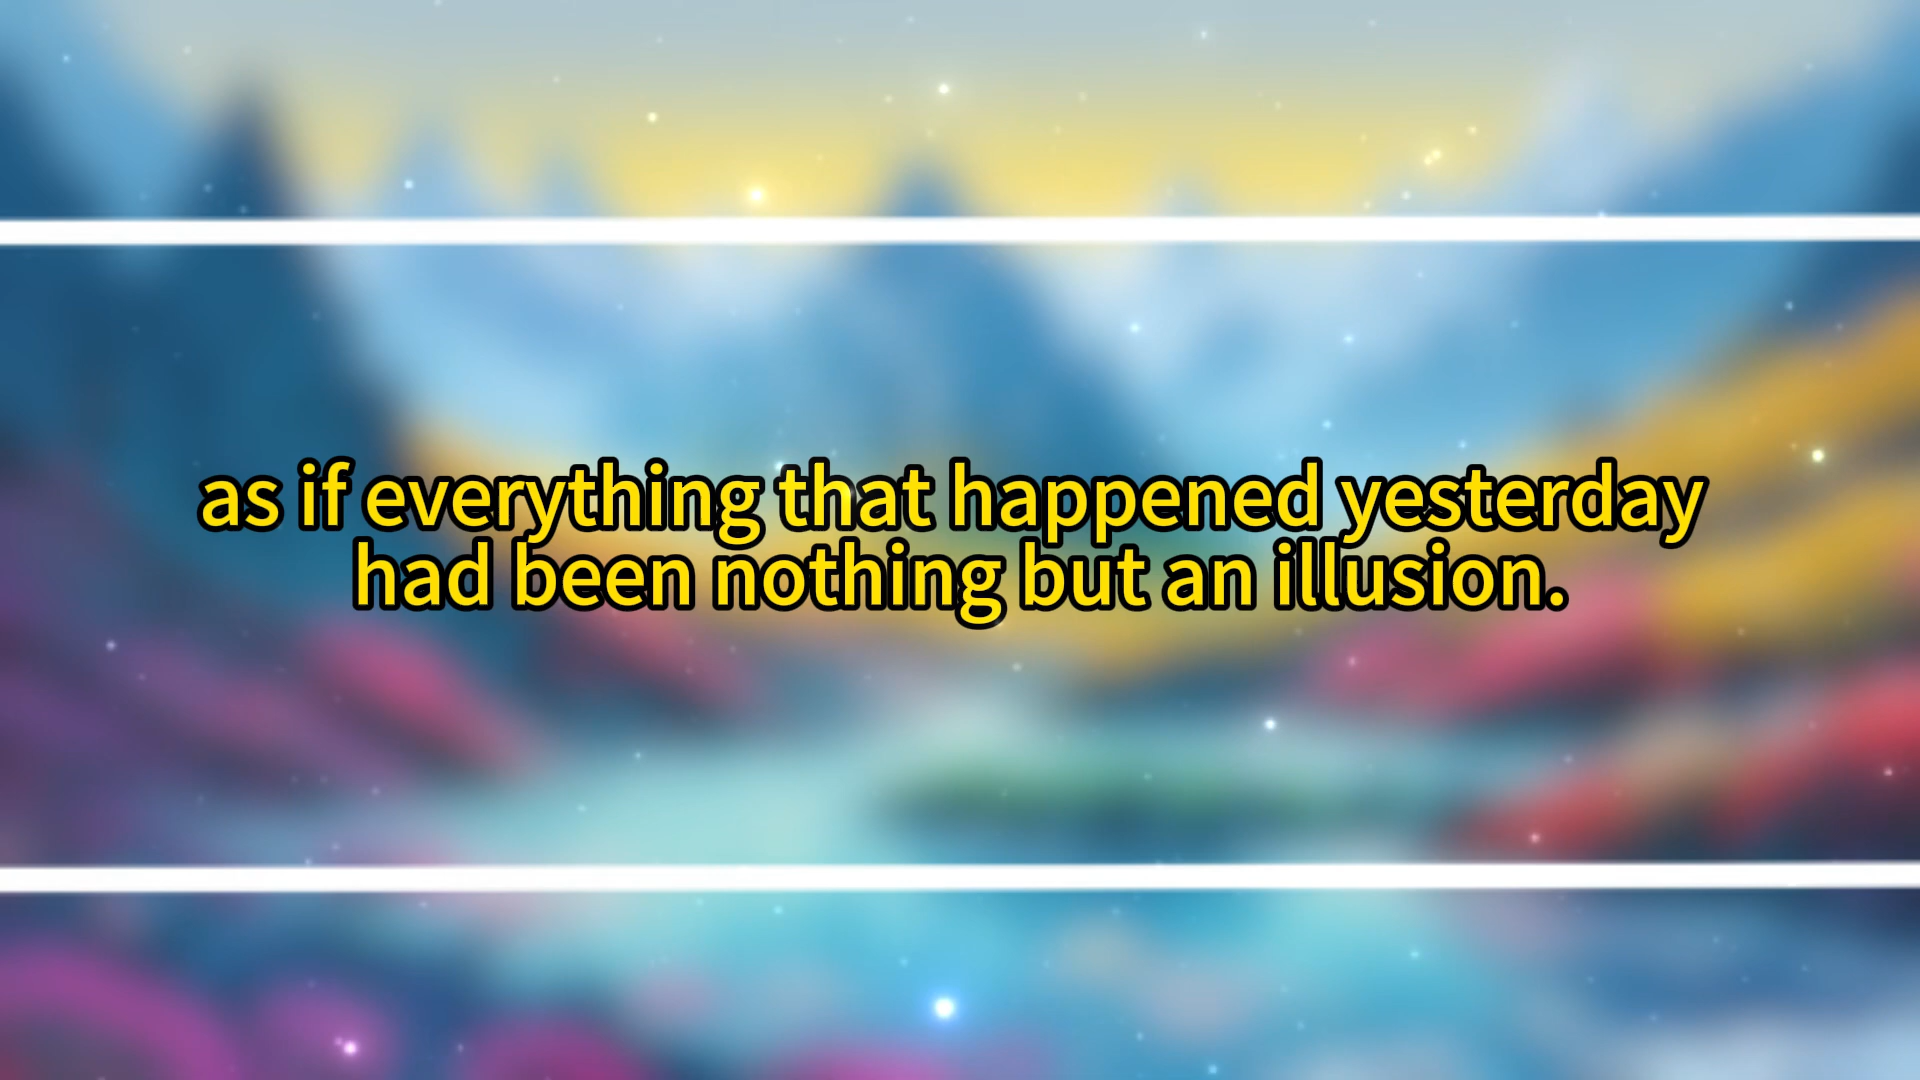 as if everything that happened yesterday
had been nothing but an illusion.